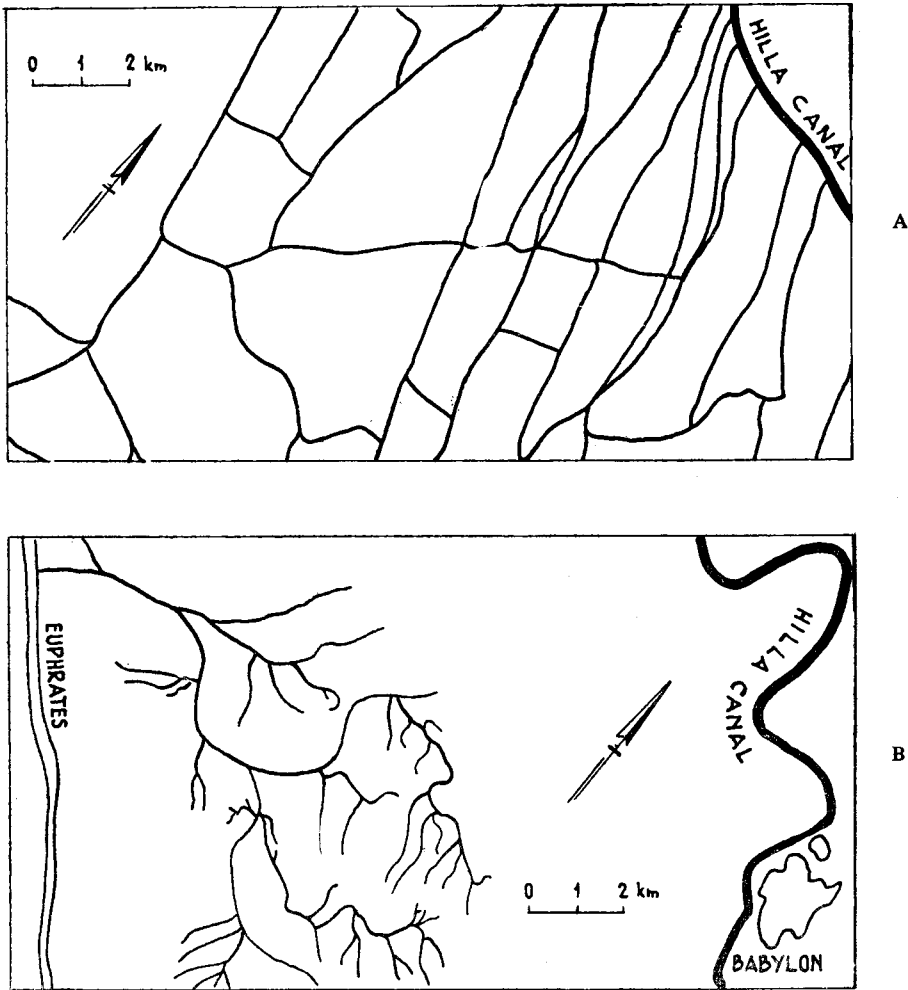 0 1 2 km
HILLA CANAL
A
EUPHRATES
HILLA
CANAL
B
0 1 2 km
BABYLON